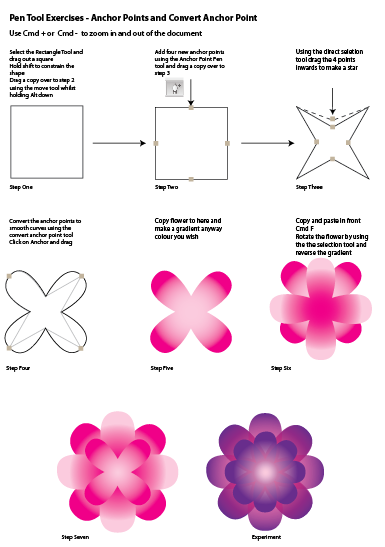 Pen Tool Exercises - Anchor Points and Convert Anchor Point
Use Cmd + or Cmd - to zoom in and out of the document
Select the Rectangle Tool and
drag out a square
Hold shift to constrain the
shape
Drag a copy over to step 2
using the move tool whilst
holding Alt down
Step One
Add four new anchor points
using the Anchor Point Pen
tool and drag a copy over to
step 3
Step Two
Using the direct seletion
tool drag the 4 points
inwards to make a star
Step Three
Convert the anchor points to
smooth curves using the
convert anchor point tool
Click on Anchor and drag
Step Four
Copy flower to here and
make a gradient anyway
colour you wish
Step Five
Copy and paste in front
Cmd F
Rotate the flower by using
the the selection tool and
reverse the gradient
Step Six
Step Seven
Experiment